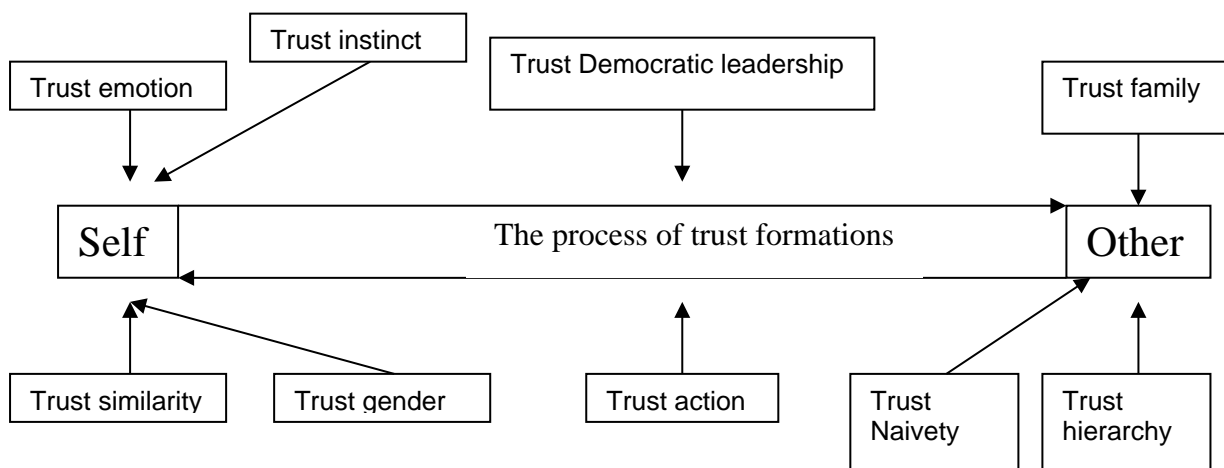 Trust instinct
Trust Democratic leadership
Trust emotion
Trust family
Self
The process of trust formations
Other
Trust similarity
Trust gender
Trust action
Trust
Naivety
Trust
hierarchy